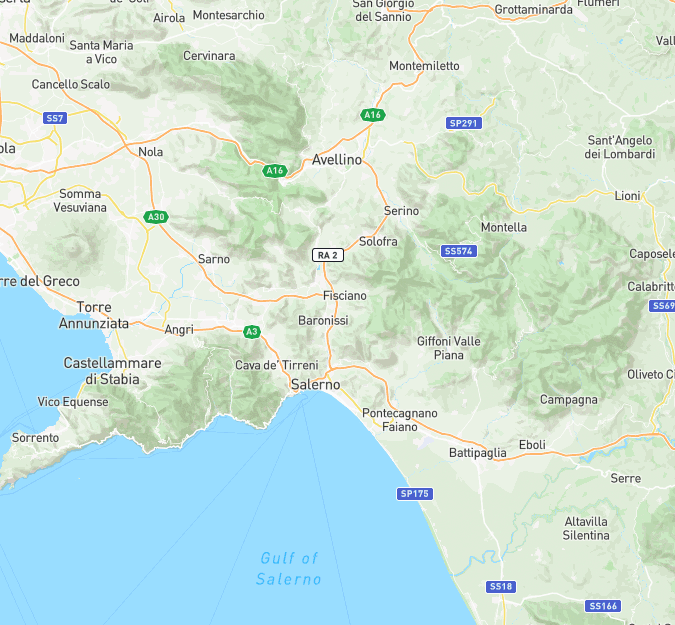 San Giorgio
del Sannio
Grottaminarda
Flumeri
Airola
Montesarchio
Maddaloni
Santa Maria
a Vico
Cervinara
Montemiletto
Cancello Scalo
SS7
A16
SP291
Nola
Avellino
A16
Sant'Angelo
dei Lombardi
Somma
Vesuviana
A30
Lioni
Serino
Montella
Solofra
SS574
Sarno
RA 2
Caposele
rre del Greco
Calabritt
Torre
Annunziata
Fisciano
SS69
Angri
A3
Baronissi
Giffoni Valle
Piana
Castellammare
di Stabia
Cava de' Tirreni
Salerno
Oliveto Ci
Vico Equense
Campagna
Pontecagnano
Faiano
Sorrento
Eboli
Battipaglia
Serre
SP175
Altavilla
Silentina
Gulf of
Salerno
SS18
SS166